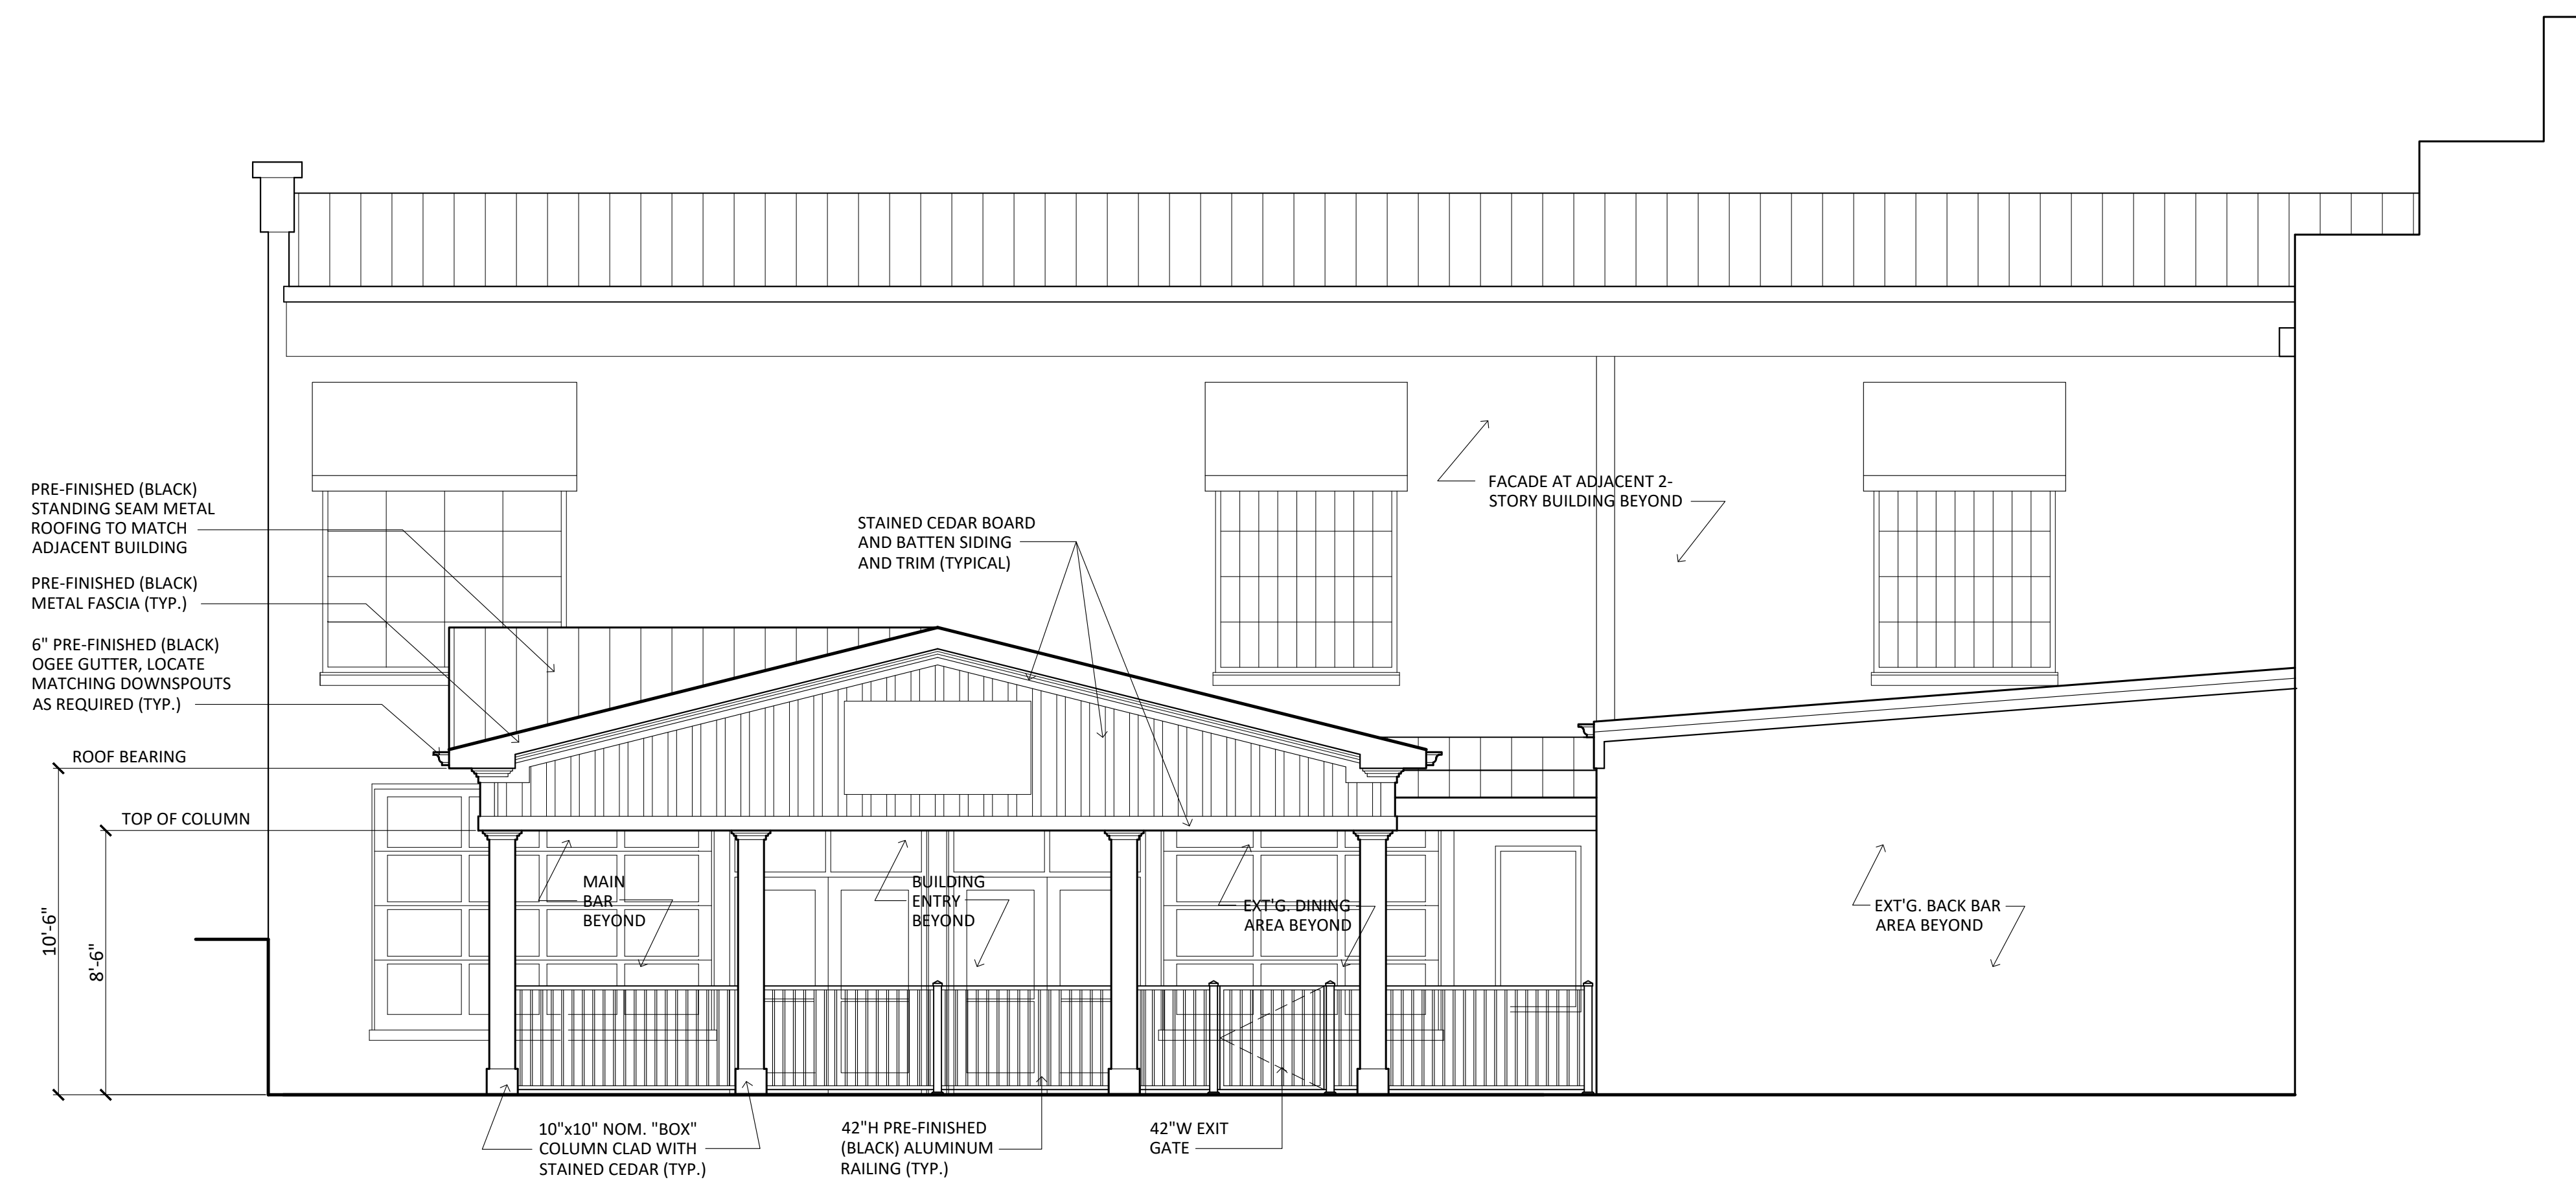 PRE-FINISHED (BLACK)
STANDING SEAM METAL
ROOFING TO MATCH
ADJACENT BUILDING
PRE-FINISHED (BLACK)
METAL FASCIA (TYP.)
6" PRE-FINISHED (BLACK)
OGEE GUTTER, LOCATE
MATCHING DOWNSPOUTS
AS REQUIRED (TYP.)
ROOF BEARING
TOP OF COLUMN
10'-6"
8'-6"
STAINED CEDAR BOARD
AND BATTEN SIDING
AND TRIM (TYPICAL)
FACADE AT ADJACENT 2-
STORY BUILDING BEYOND
MAIN
BAR
BEYOND
BUILDING
ENTRY
BEYOND
EXT'G. DINING
AREA BEYOND
EXT'G. BACK BAR
AREA BEYOND
10"x10" NOM. "BOX"
COLUMN CLAD WITH
STAINED CEDAR (TYP.)
42"H PRE-FINISHED
(BLACK) ALUMINUM
RAILING (TYP.)
42"W EXIT
GATE